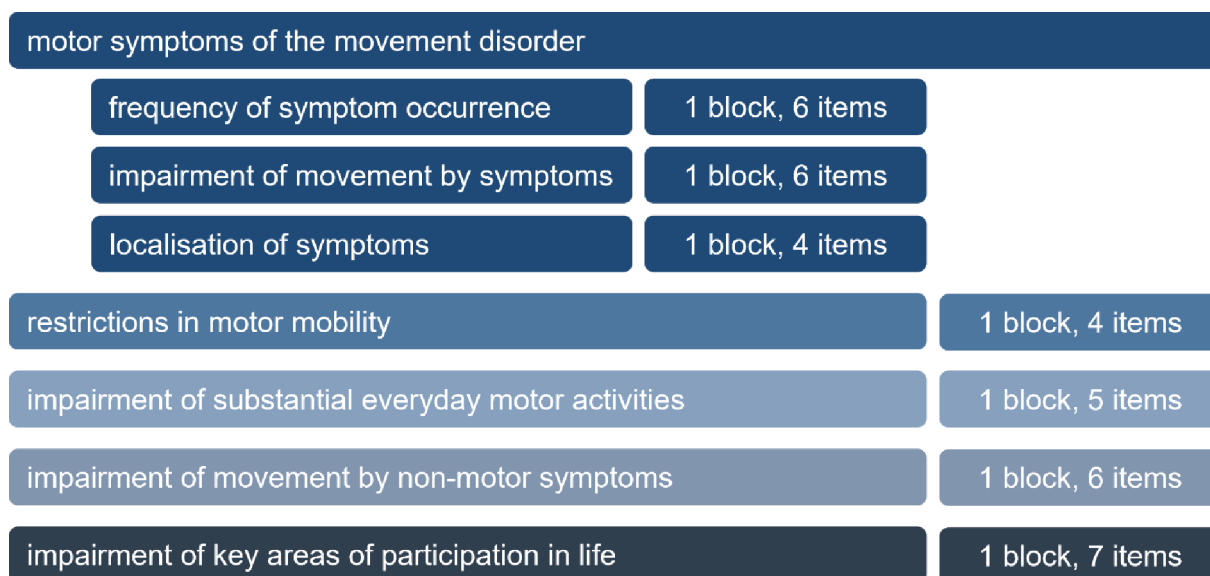 motor symptoms of the movement disorder
frequency of symptom occurrence 1 block, 6 items
impairment of movement by symptoms 1 block, 6 items
localisation of symptoms 1 block, 4 items
restrictions in motor mobility 1 block, 4 items
impairment of substantial everyday motor activities 1 block, 5 items
impairment of movement by non-motor symptoms 1 block, 6 items
impairment of key areas of participation in life 1 block, 7 items